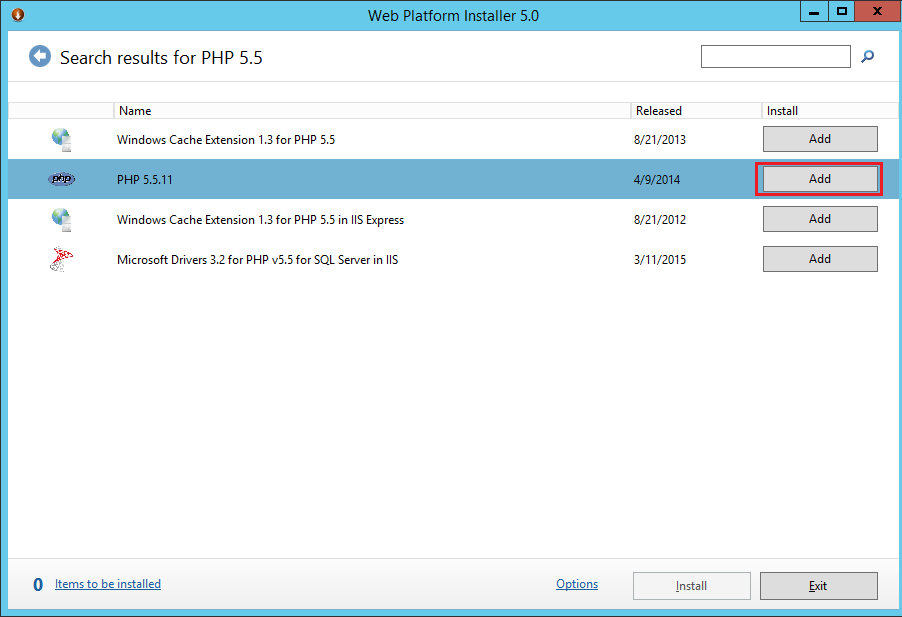 Web Platform Installer 5.0
Search results for PHP 5.5
Name Released Install
Windows Cache Extension 1.3 for PHP 5.5 8/21/2013 Add
php PHP 5.5.11 4/9/2014 Add
Windows Cache Extension 1.3 for PHP 5.5 in IIS Express 8/21/2012 Add
Microsoft Drivers 3.2 for PHP v5.5 for SQL Server in IIS 3/11/2015 Add
0 Items to be installed Options Install Exit